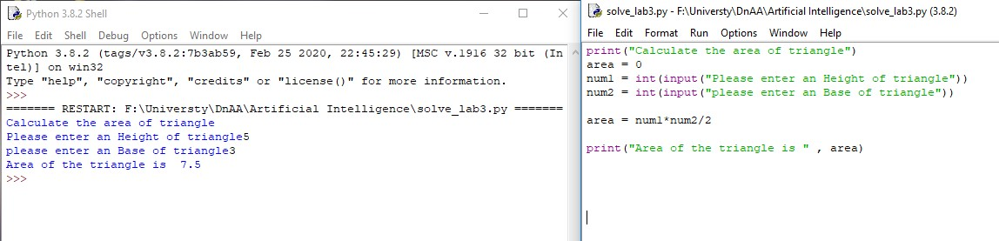 Python 3.8.2 Shell
File Edit Shell Debug Options Window Help
Python 3.8.2 (tags/v3.8.2:7b3ab59, Feb 25 2020, 22:45:29) [MSC v.1916 32 bit (In
tel)] on win32
Type "help", "copyright", "credits" or "license()" for more information.
>>>
======= RESTART: F:\Universty\DnAA\Artificial Intelligence\solve_lab3.py =======
Calculate the area of triangle
Please enter an Height of triangle5
please enter an Base of triangle3
Area of the triangle is  7.5
>>>
solve_lab3.py - F:\Universty\DnAA\Artificial Intelligence\solve_lab3.py (3.8.2)
File Edit Format Run Options Window Help
print("Calculate the area of triangle")
area = 0
num1 = int(input("Please enter an Height of triangle"))
num2 = int(input("please enter an Base of triangle"))
area = num1*num2/2
print("Area of the triangle is " , area)